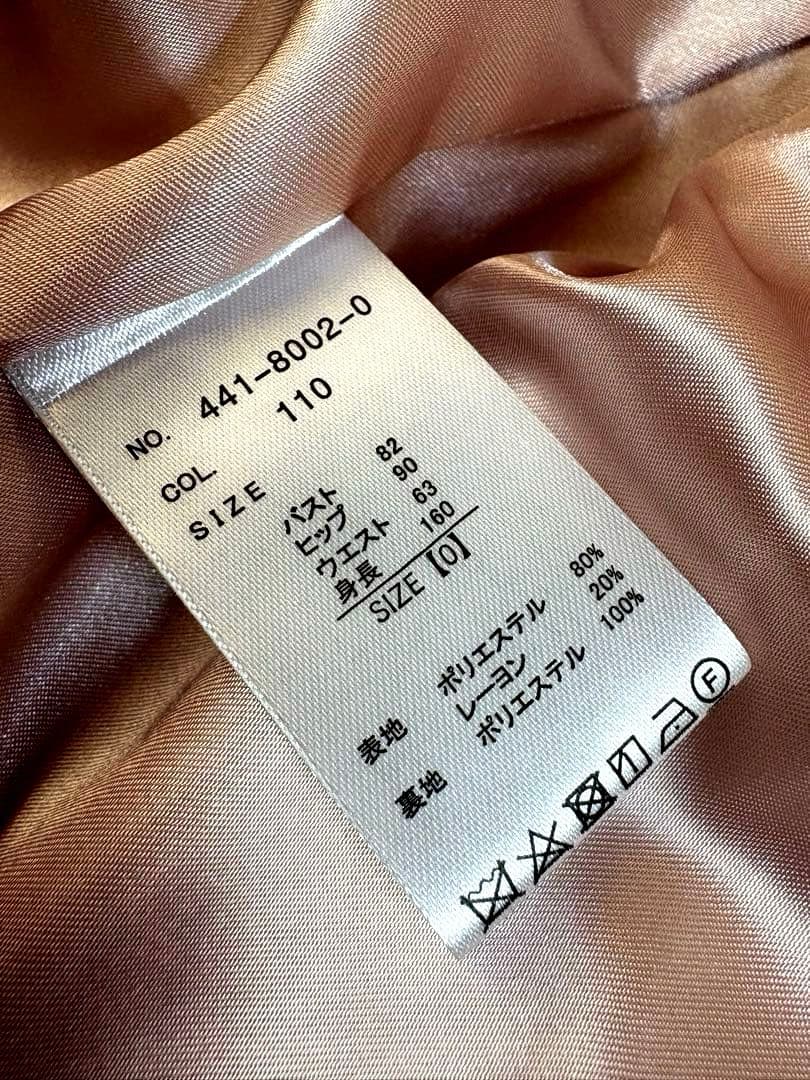 NO. 441-8002-0
COL. 110
SIZE
バスト 82
ヒップ 90
ウエスト 63
身長 160
SIZE【0】
表地 ポリエステル 80%
レーヨン 20%
裏地 ポリエステル 100%
F